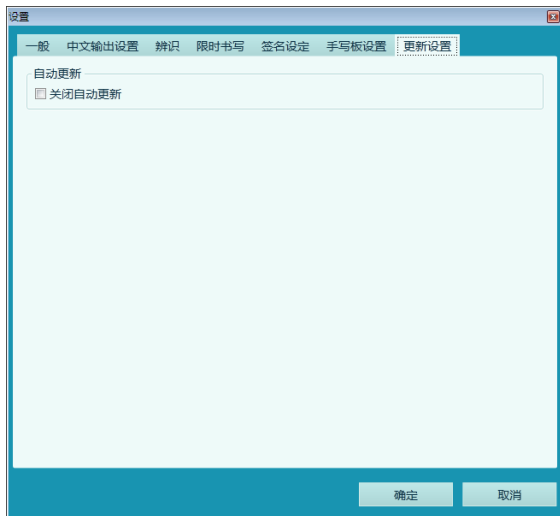 设置
一般 中文输出设置 辨识 限时书写 签名设定 手写板设置 更新设置
自动更新
关闭自动更新
确定 取消